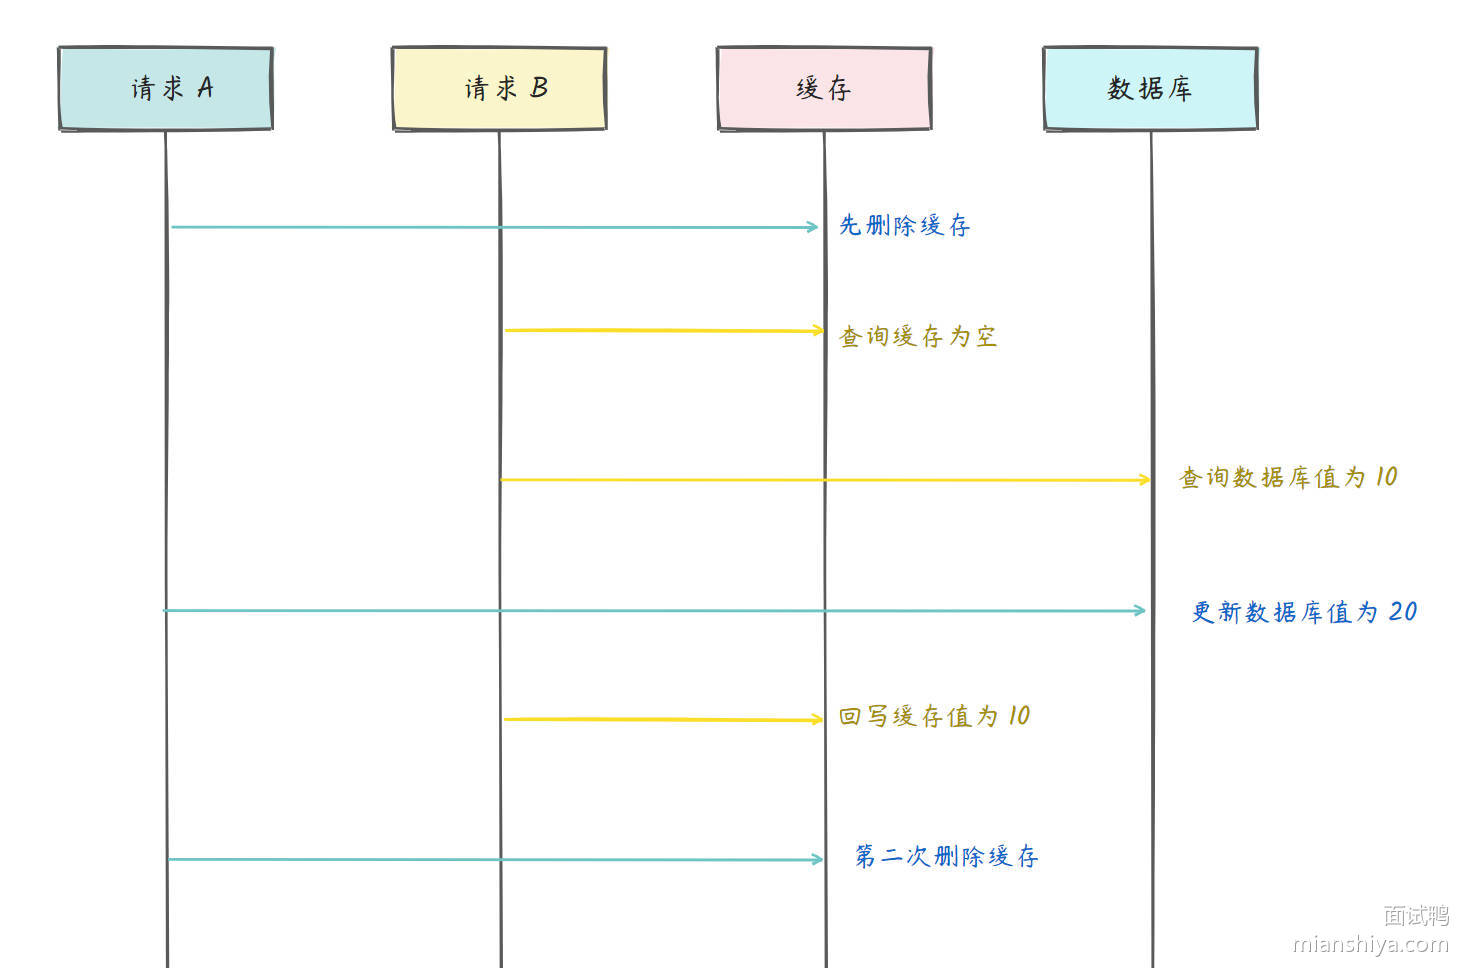 请求 A
请求 B
缓存
数据库
先删除缓存
查询缓存为空
查询数据库值为 10
更新数据库值为 20
回写缓存值为 10
第二次删除缓存
面试鸭
mianshiya.com